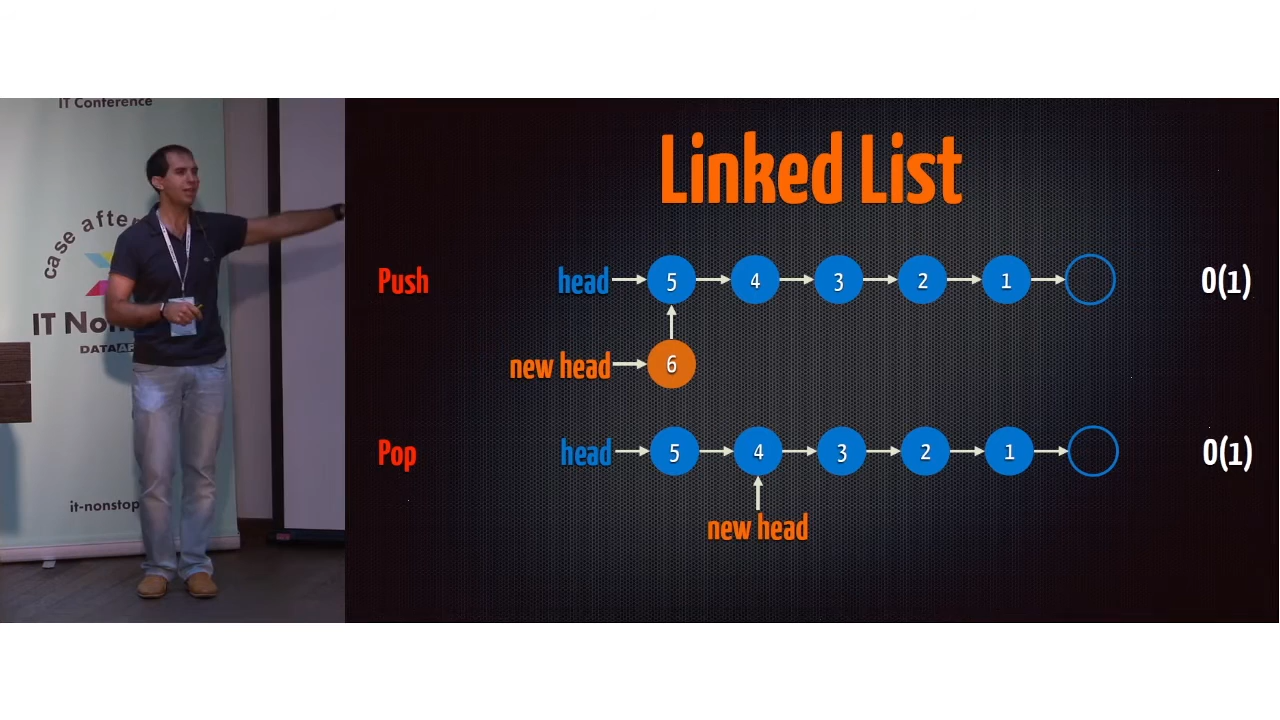 IT Conference
case afte
IT Non
DATA
it-nonstop
Linked List
Push head 5 4 3 2 1 O(1)
new head 6
Pop head 5 4 3 2 1 O(1)
new head